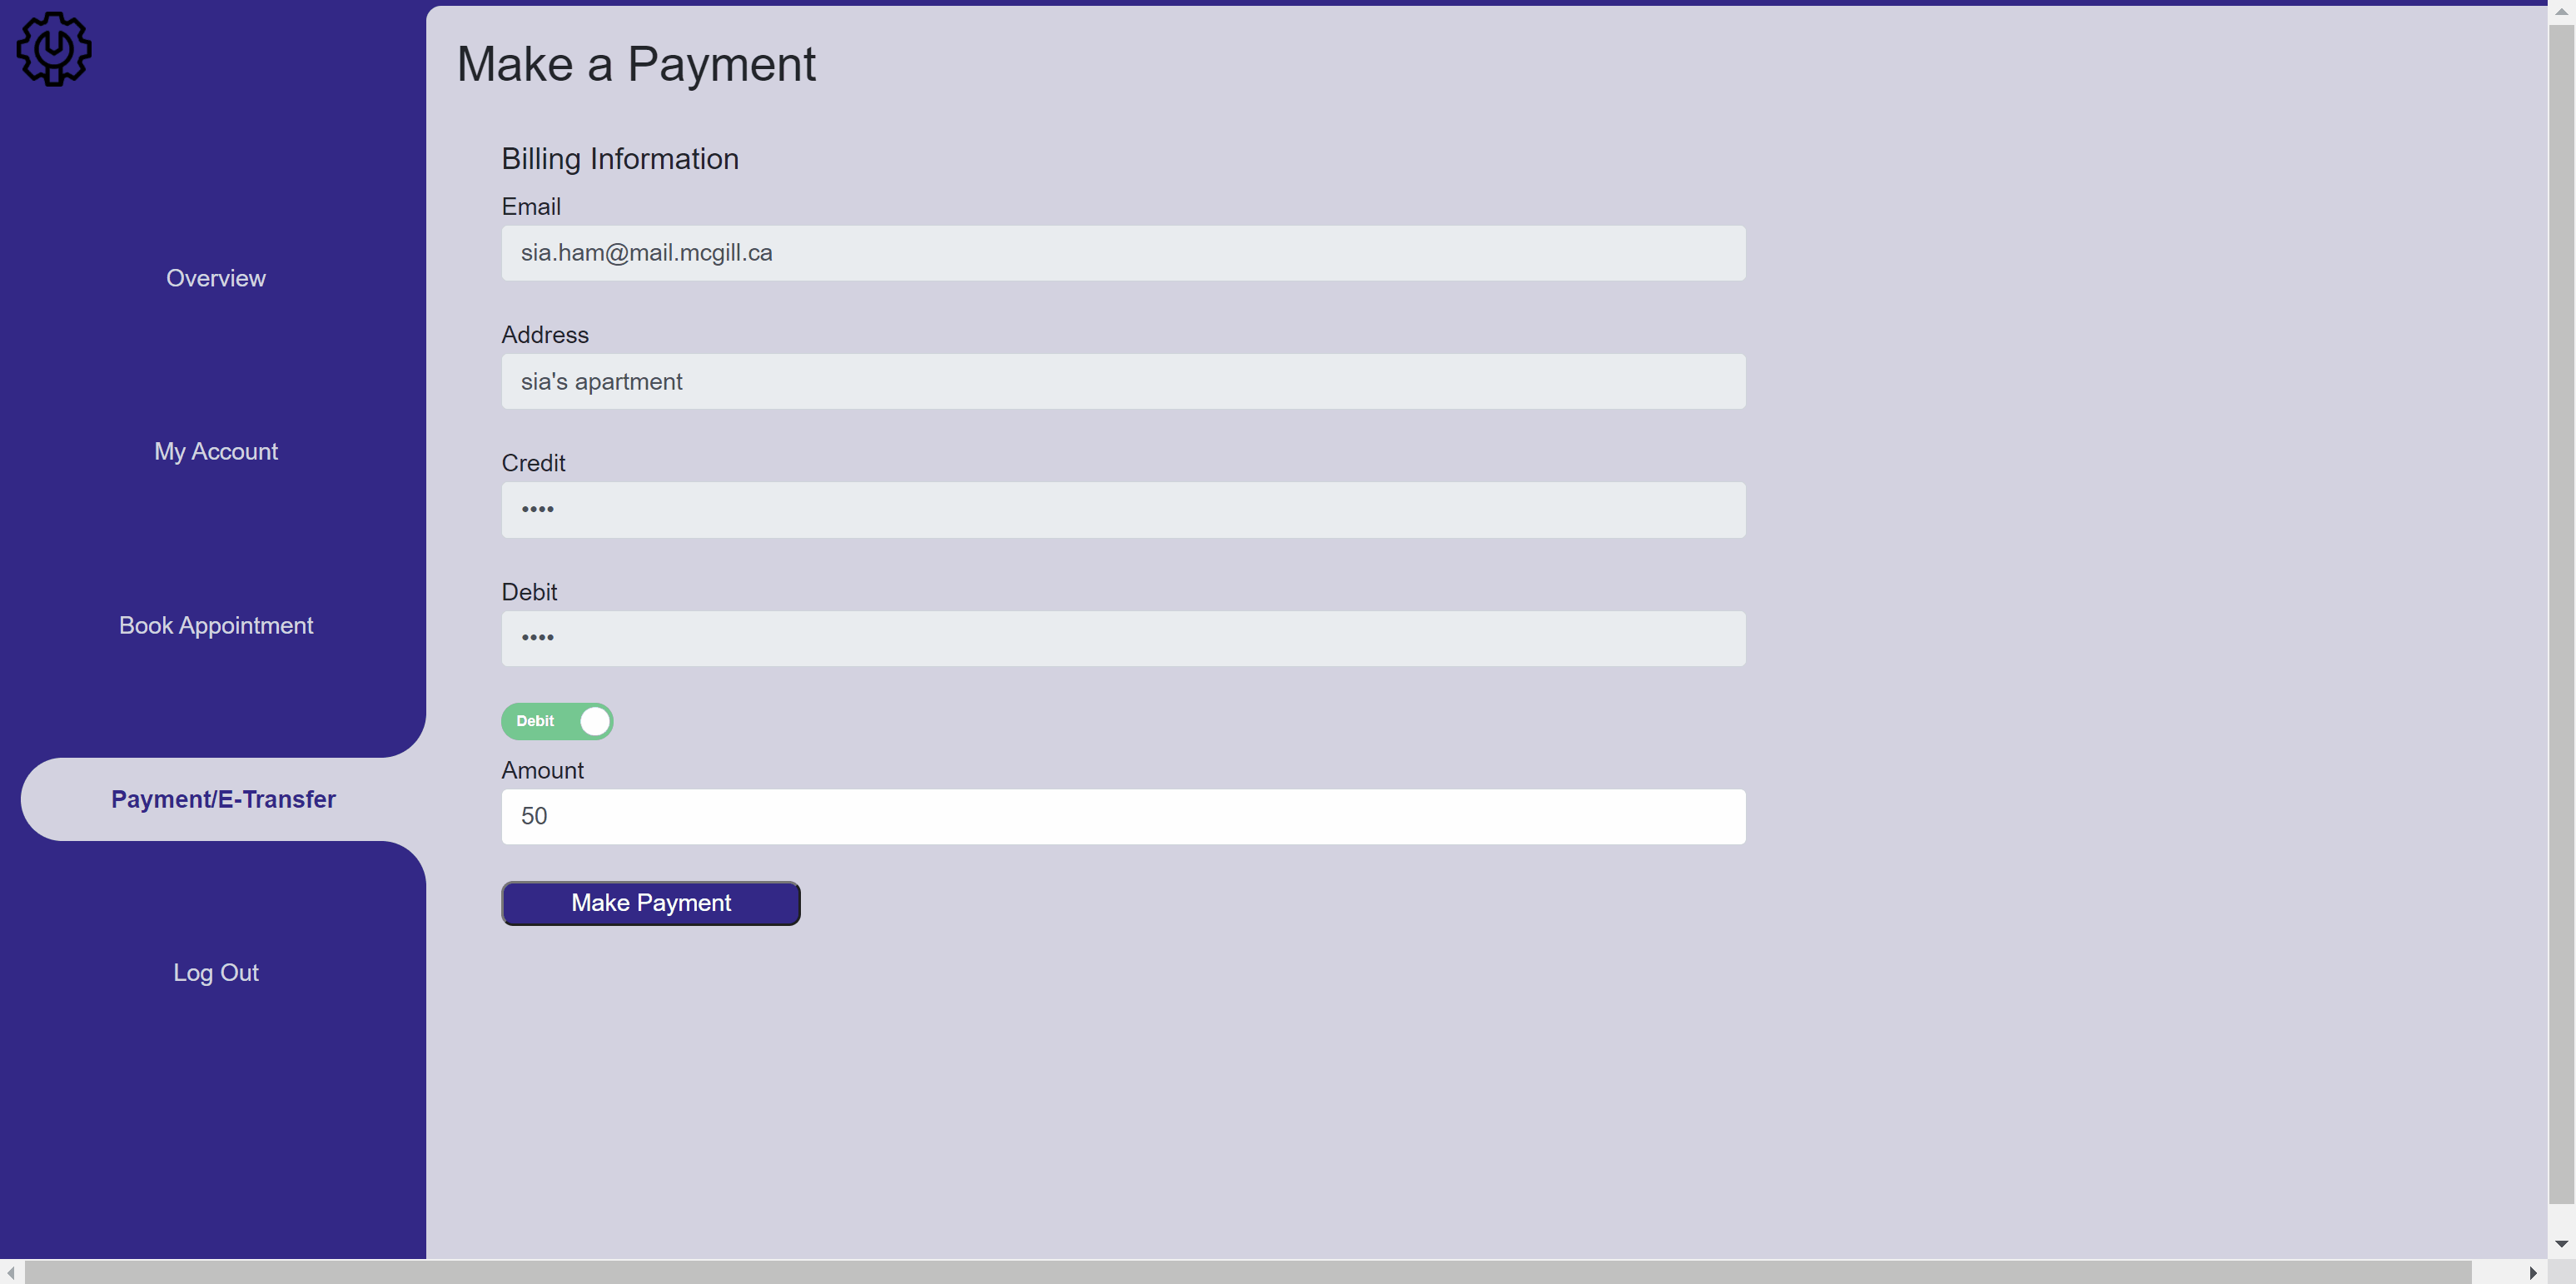 Make a Payment
Billing Information
Email
sia.ham@mail.mcgill.ca
Address
sia's apartment
Credit
••••
Debit
••••
Debit
Amount
50
Make Payment
Overview
My Account
Book Appointment
Payment/E-Transfer
Log Out